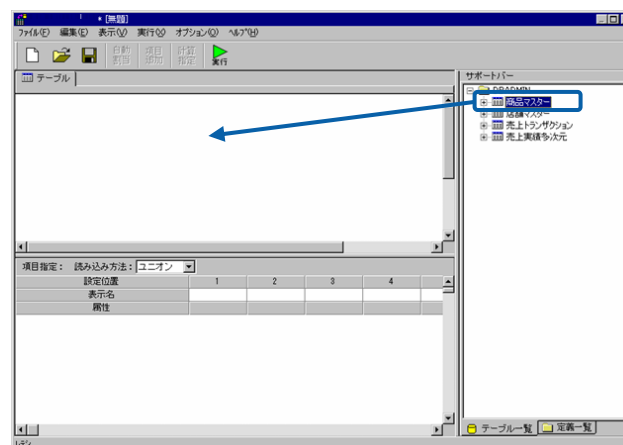 * [無題]
ファイル(F) 編集(E) 表示(V) 実行(X) オプション(O) ヘルプ(H)
自動 項目 計算
割当 追加 指定 実行
テーブル
サポートバー
DBADMIN
商品マスター
店舗マスター
売上トランザクション
売上実績多次元
項目指定： 読み込み方法： ユニオン
設定位置 1 2 3 4
表示名
属性
テーブル一覧 定義一覧